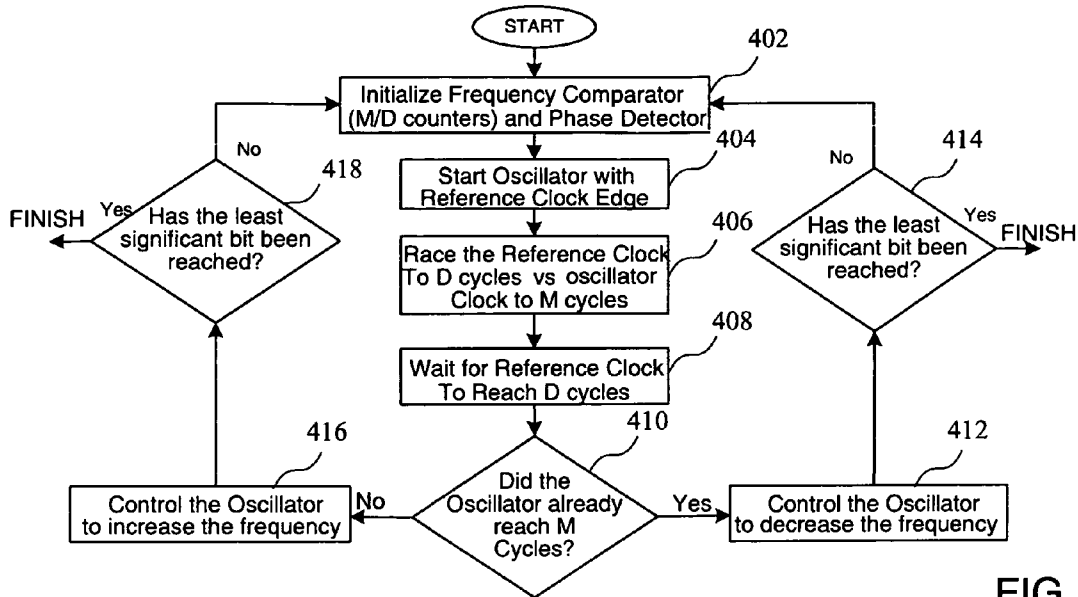 START
402
Initialize Frequency Comparator
(M/D counters) and Phase Detector
404
Start Oscillator with
Reference Clock Edge
406
Race the Reference Clock
To D cycles vs oscillator
Clock to M cycles
408
Wait for Reference Clock
To Reach D cycles
410
Did the
Oscillator already
reach M
Cycles?
No
Yes
416
Control the Oscillator
to increase the frequency
412
Control the Oscillator
to decrease the frequency
418
Has the least
significant bit been
reached?
No
Yes
FINISH
414
Has the least
significant bit been
reached?
No
Yes
FINISH
FIG